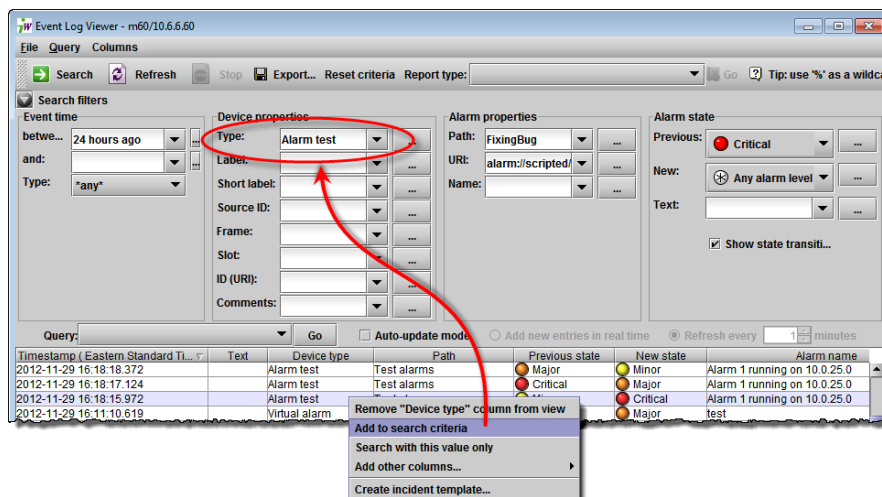 Event Log Viewer - m60/10.6.6.60
File Query Columns
Search Refresh Stop Export... Reset criteria Report type: Go Tip: use '%' as a wildca
Search filters
Event time Device properties Alarm properties Alarm state
betwe... 24 hours ago ... Type: Alarm test ... Path: FixingBug ... Previous: Critical ...
and: ... Label: ... URI: alarm://scripted/ ... New: Any alarm level ...
Type: *any* Short label: ... Name: ... Text: ...
Source ID: ...
Frame: ... Show state transiti...
Slot: ...
ID (URI): ...
Comments: ...
Query: Go Auto-update mode Add new entries in real time Refresh every 1 minutes
Timestamp ( Eastern Standard Ti... Text Device type Path Previous state New state Alarm name
2012-11-29 16:18:18.372 Alarm test Test alarms Major Minor Alarm 1 running on 10.0.25.0
2012-11-29 16:18:17.124 Alarm test Test alarms Critical Major Alarm 1 running on 10.0.25.0
2012-11-29 16:18:15.972 Alarm test Critical Alarm 1 running on 10.0.25.0
2012-11-29 16:11:10.619 Virtual alarm Major test
Remove "Device type" column from view
Add to search criteria
Search with this value only
Add other columns...
Create incident template...